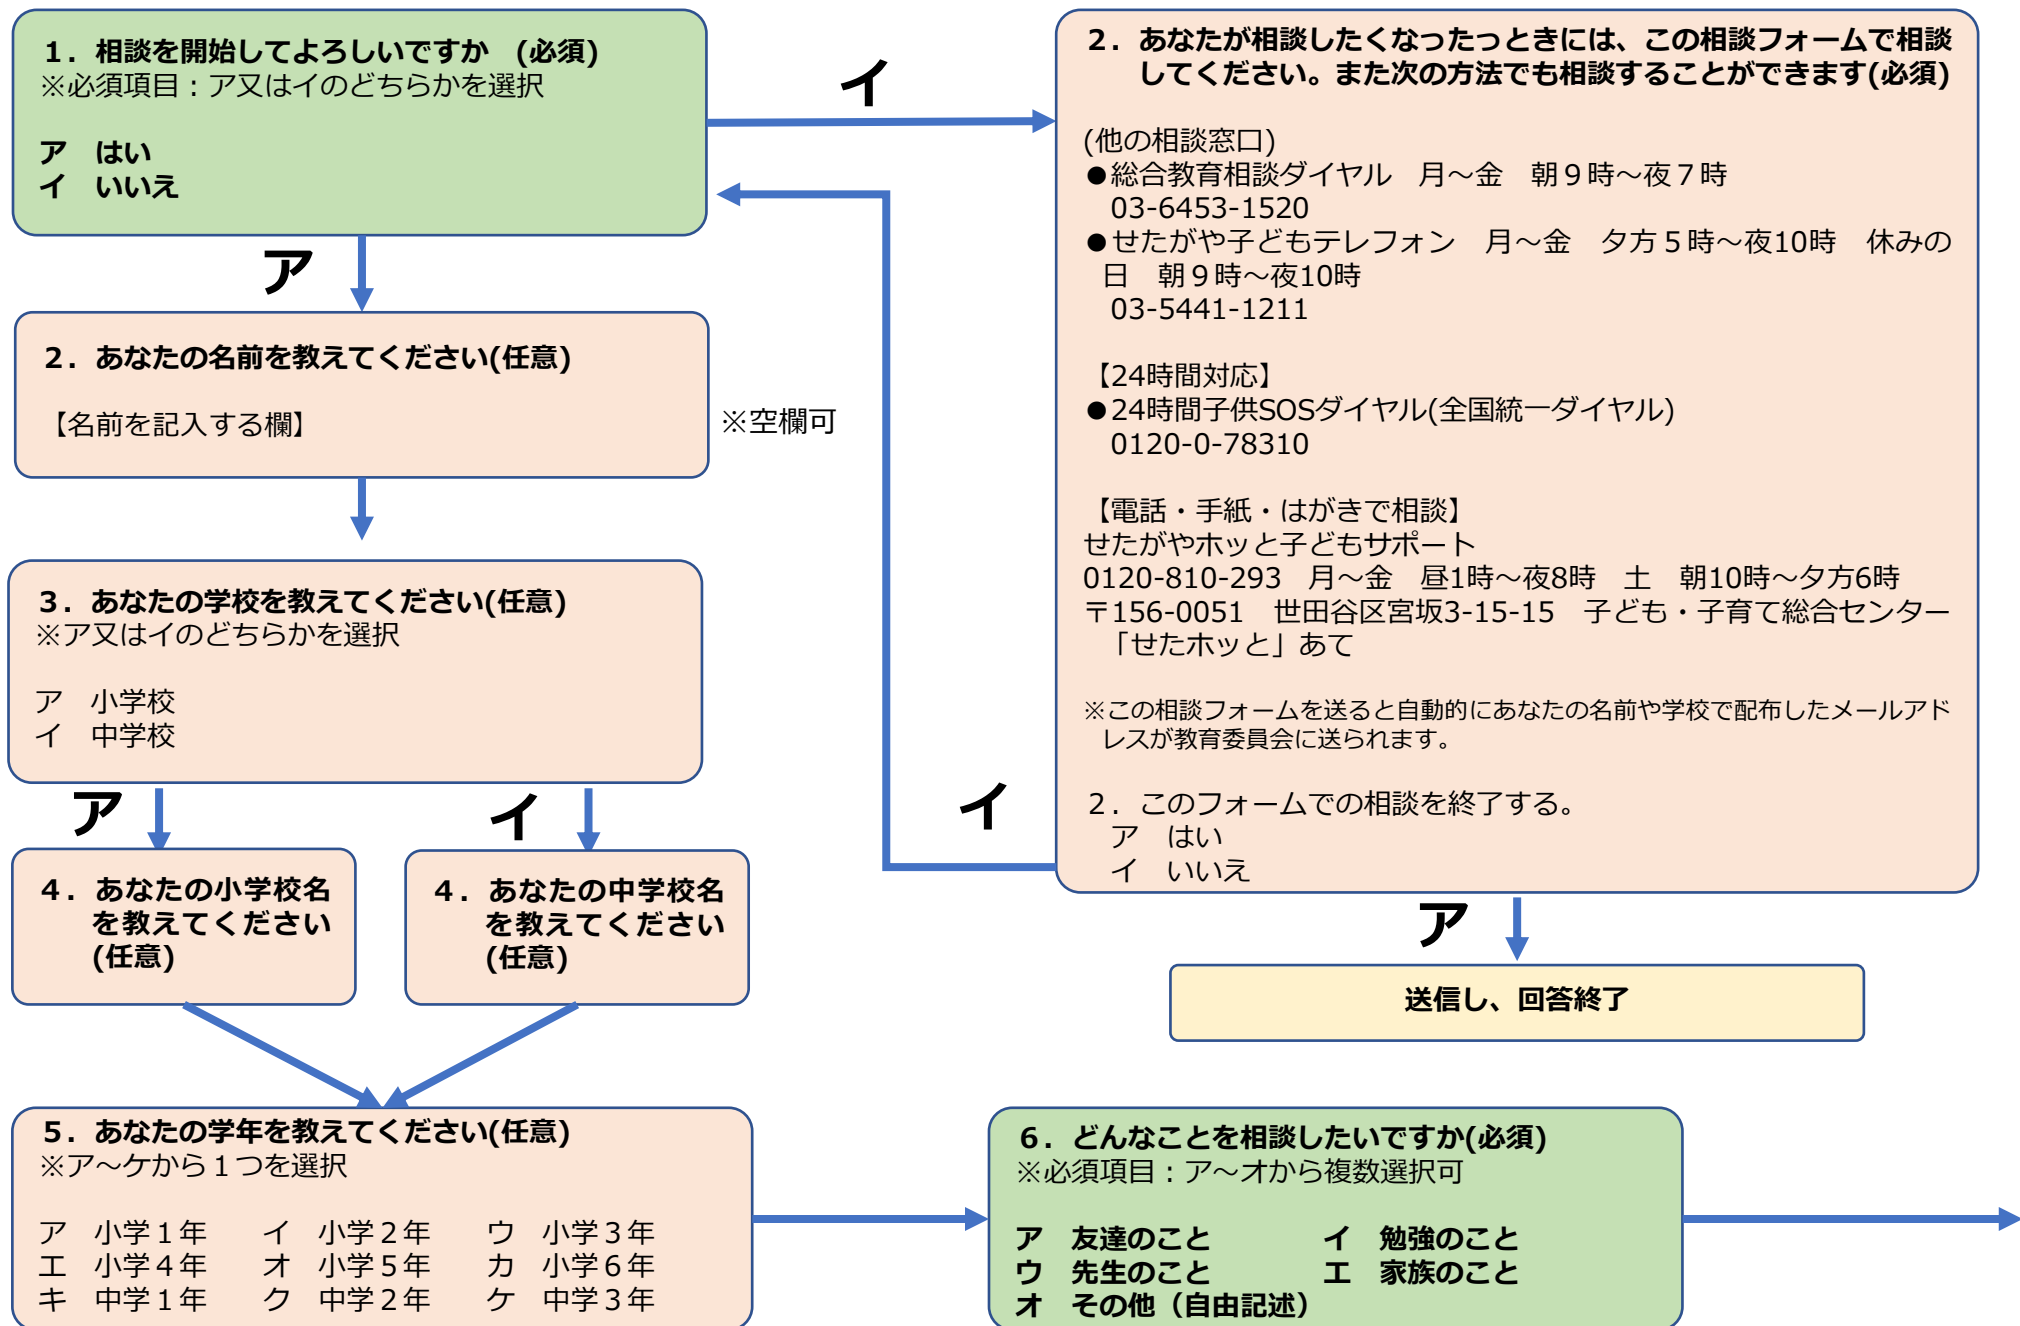 １．相談を開始してよろしいですか　(必須)
※必須項目：ア又はイのどちらかを選択
ア　はい
イ　いいえ
イ
ア
２．あなたの名前を教えてください(任意)
【名前を記入する欄】
※空欄可
３．あなたの学校を教えてください(任意)
※ア又はイのどちらかを選択
ア　小学校
イ　中学校
ア
イ
４．あなたの小学校名
を教えてください
(任意)
４．あなたの中学校名
を教えてください
(任意)
２．あなたが相談したくなったっときには、この相談フォームで相談
してください。また次の方法でも相談することができます(必須)
(他の相談窓口)
●総合教育相談ダイヤル　月～金　朝９時～夜７時
03-6453-1520
●せたがや子どもテレフォン　月～金　夕方５時～夜10時　休みの
日　朝９時～夜10時
03-5441-1211
【24時間対応】
●24時間子供SOSダイヤル(全国統一ダイヤル)
0120-0-78310
【電話・手紙・はがきで相談】
せたがやホッと子どもサポート
0120-810-293　月～金　昼1時～夜8時　土　朝10時～夕方6時
〒156-0051　世田谷区宮坂3-15-15　子ども・子育て総合センター
「せたホッと」あて
※この相談フォームを送ると自動的にあなたの名前や学校で配布したメールアド
レスが教育委員会に送られます。
２．このフォームでの相談を終了する。
ア　はい
イ　いいえ
イ
ア
送信し、回答終了
５．あなたの学年を教えてください(任意)
※ア～ケから１つを選択
ア　小学１年　　イ　小学２年　　ウ　小学３年
エ　小学４年　　オ　小学５年　　カ　小学６年
キ　中学１年　　ク　中学２年　　ケ　中学３年
６．どんなことを相談したいですか(必須)
※必須項目：ア～オから複数選択可
ア　友達のこと　　　　イ　勉強のこと
ウ　先生のこと　　　　エ　家族のこと
オ　その他（自由記述）